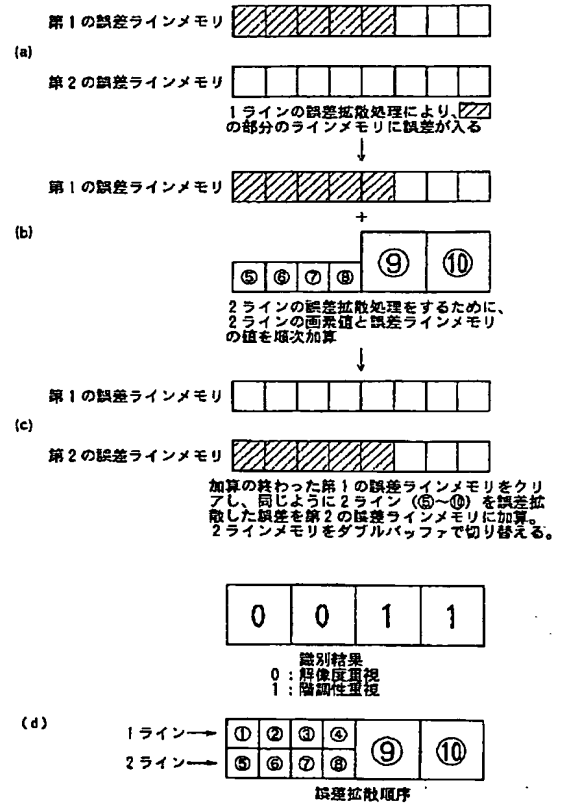 第1の誤差ラインメモリ
(a)
第2の誤差ラインメモリ
1ラインの誤差拡散処理により、
の部分のラインメモリに誤差が入る
第1の誤差ラインメモリ
+
(b)
⑤ ⑥ ⑦ ⑧ ⑨ ⑩
2ラインの誤差拡散処理をするために、
2ラインの画素値と誤差ラインメモリ
の値を順次加算
第1の誤差ラインメモリ
(c)
第2の誤差ラインメモリ
加算の終わった第1の誤差ラインメモリをクリ
アし、同じように2ライン(⑤~⑩)を誤差拡
散した誤差を第2の誤差ラインメモリに加算。
2ラインメモリをダブルバッファで切り替える。
0 0 1 1
識別結果
0:解像度重視
1:階調性重視
(d)
1ライン ① ② ③ ④
2ライン ⑤ ⑥ ⑦ ⑧ ⑨ ⑩
誤差拡散順序